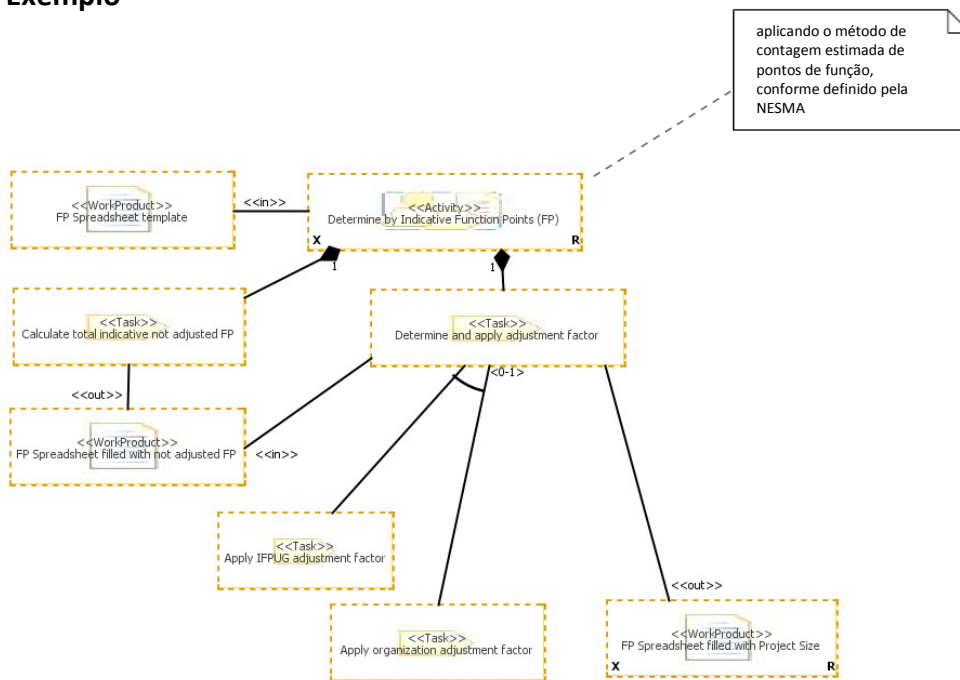 Exemplo
aplicando o método de
contagem estimada de
pontos de função,
conforme definido pela
NESMA
<<WorkProduct>>
FP Spreadsheet template
<<in>>
<<Activity>>
Determine by Indicative Function Points (FP)
X
R
1
1
<<Task>>
Calculate total indicative not adjusted FP
<<Task>>
Determine and apply adjustment factor
<0-1>
<<out>>
<<WorkProduct>>
FP Spreadsheet filled with not adjusted FP
<<in>>
<<Task>>
Apply IFPUG adjustment factor
<<out>>
<<Task>>
Apply organization adjustment factor
<<WorkProduct>>
FP Spreadsheet filled with Project Size
X
R